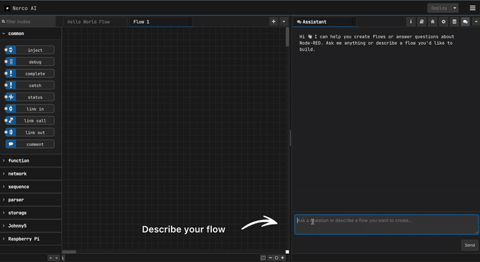 Nerco AI
Deploy
filter nodes
Hello World Flow
Flow 1
Assistant
common
inject
debug
complete
catch
status
link in
link call
link out
comment
function
network
sequence
parser
storage
Johnny5
Raspberry Pi
Hi 👋 I can help you create flows or answer questions about
Node-RED. Ask me anything or describe a flow you'd like to
build.
Describe your flow
Ask a question or describe a flow you want to create...
Send